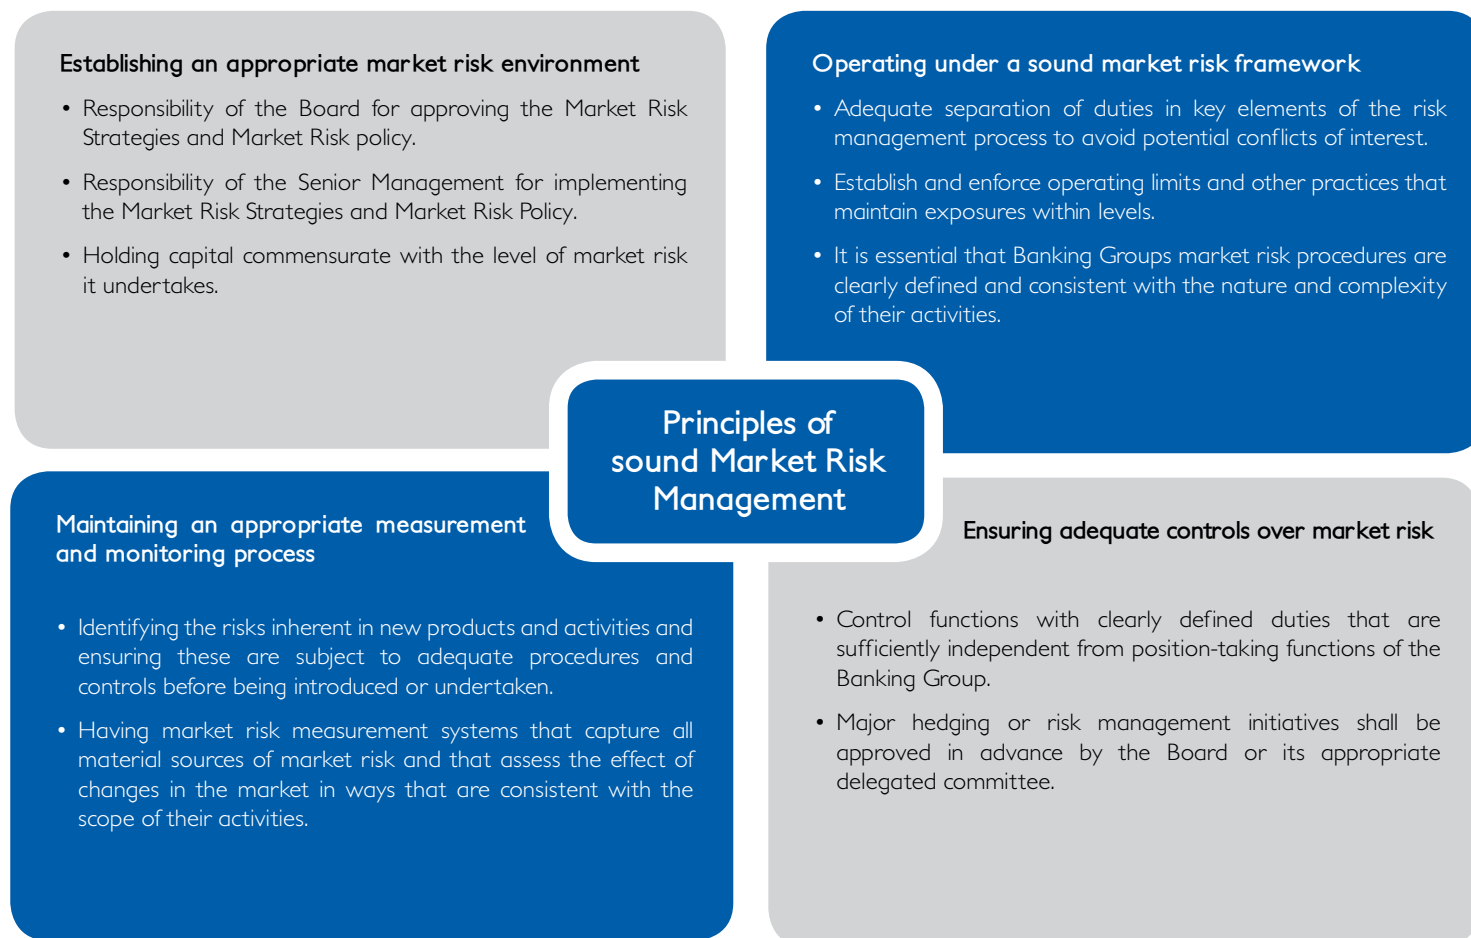 Establishing an appropriate market risk environment
• Responsibility of the Board for approving the Market Risk
Strategies and Market Risk policy.
• Responsibility of the Senior Management for implementing
the Market Risk Strategies and Market Risk Policy.
• Holding capital commensurate with the level of market risk
it undertakes.
Operating under a sound market risk framework
• Adequate separation of duties in key elements of the risk
management process to avoid potential conflicts of interest.
• Establish and enforce operating limits and other practices that
maintain exposures within levels.
• It is essential that Banking Groups market risk procedures are
clearly defined and consistent with the nature and complexity
of their activities.
Principles of
sound Market Risk
Management
Maintaining an appropriate measurement
and monitoring process
• Identifying the risks inherent in new products and activities and
ensuring these are subject to adequate procedures and
controls before being introduced or undertaken.
• Having market risk measurement systems that capture all
material sources of market risk and that assess the effect of
changes in the market in ways that are consistent with the
scope of their activities.
Ensuring adequate controls over market risk
• Control functions with clearly defined duties that are
sufficiently independent from position-taking functions of the
Banking Group.
• Major hedging or risk management initiatives shall be
approved in advance by the Board or its appropriate
delegated committee.